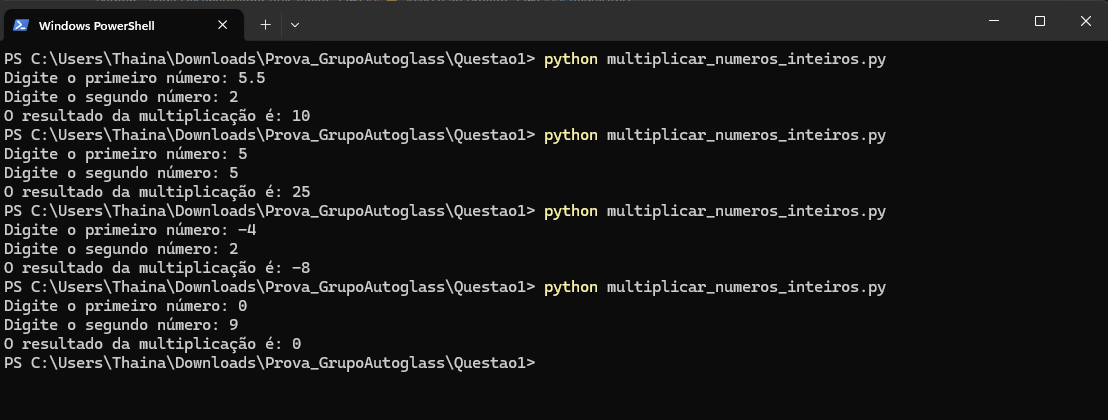 Windows PowerShell
PS C:\Users\Thaina\Downloads\Prova_GrupoAutoglass\Questao1> python multiplicar_numeros_inteiros.py
Digite o primeiro número: 5.5
Digite o segundo número: 2
O resultado da multiplicação é: 10
PS C:\Users\Thaina\Downloads\Prova_GrupoAutoglass\Questao1> python multiplicar_numeros_inteiros.py
Digite o primeiro número: 5
Digite o segundo número: 5
O resultado da multiplicação é: 25
PS C:\Users\Thaina\Downloads\Prova_GrupoAutoglass\Questao1> python multiplicar_numeros_inteiros.py
Digite o primeiro número: -4
Digite o segundo número: 2
O resultado da multiplicação é: -8
PS C:\Users\Thaina\Downloads\Prova_GrupoAutoglass\Questao1> python multiplicar_numeros_inteiros.py
Digite o primeiro número: 0
Digite o segundo número: 9
O resultado da multiplicação é: 0
PS C:\Users\Thaina\Downloads\Prova_GrupoAutoglass\Questao1>